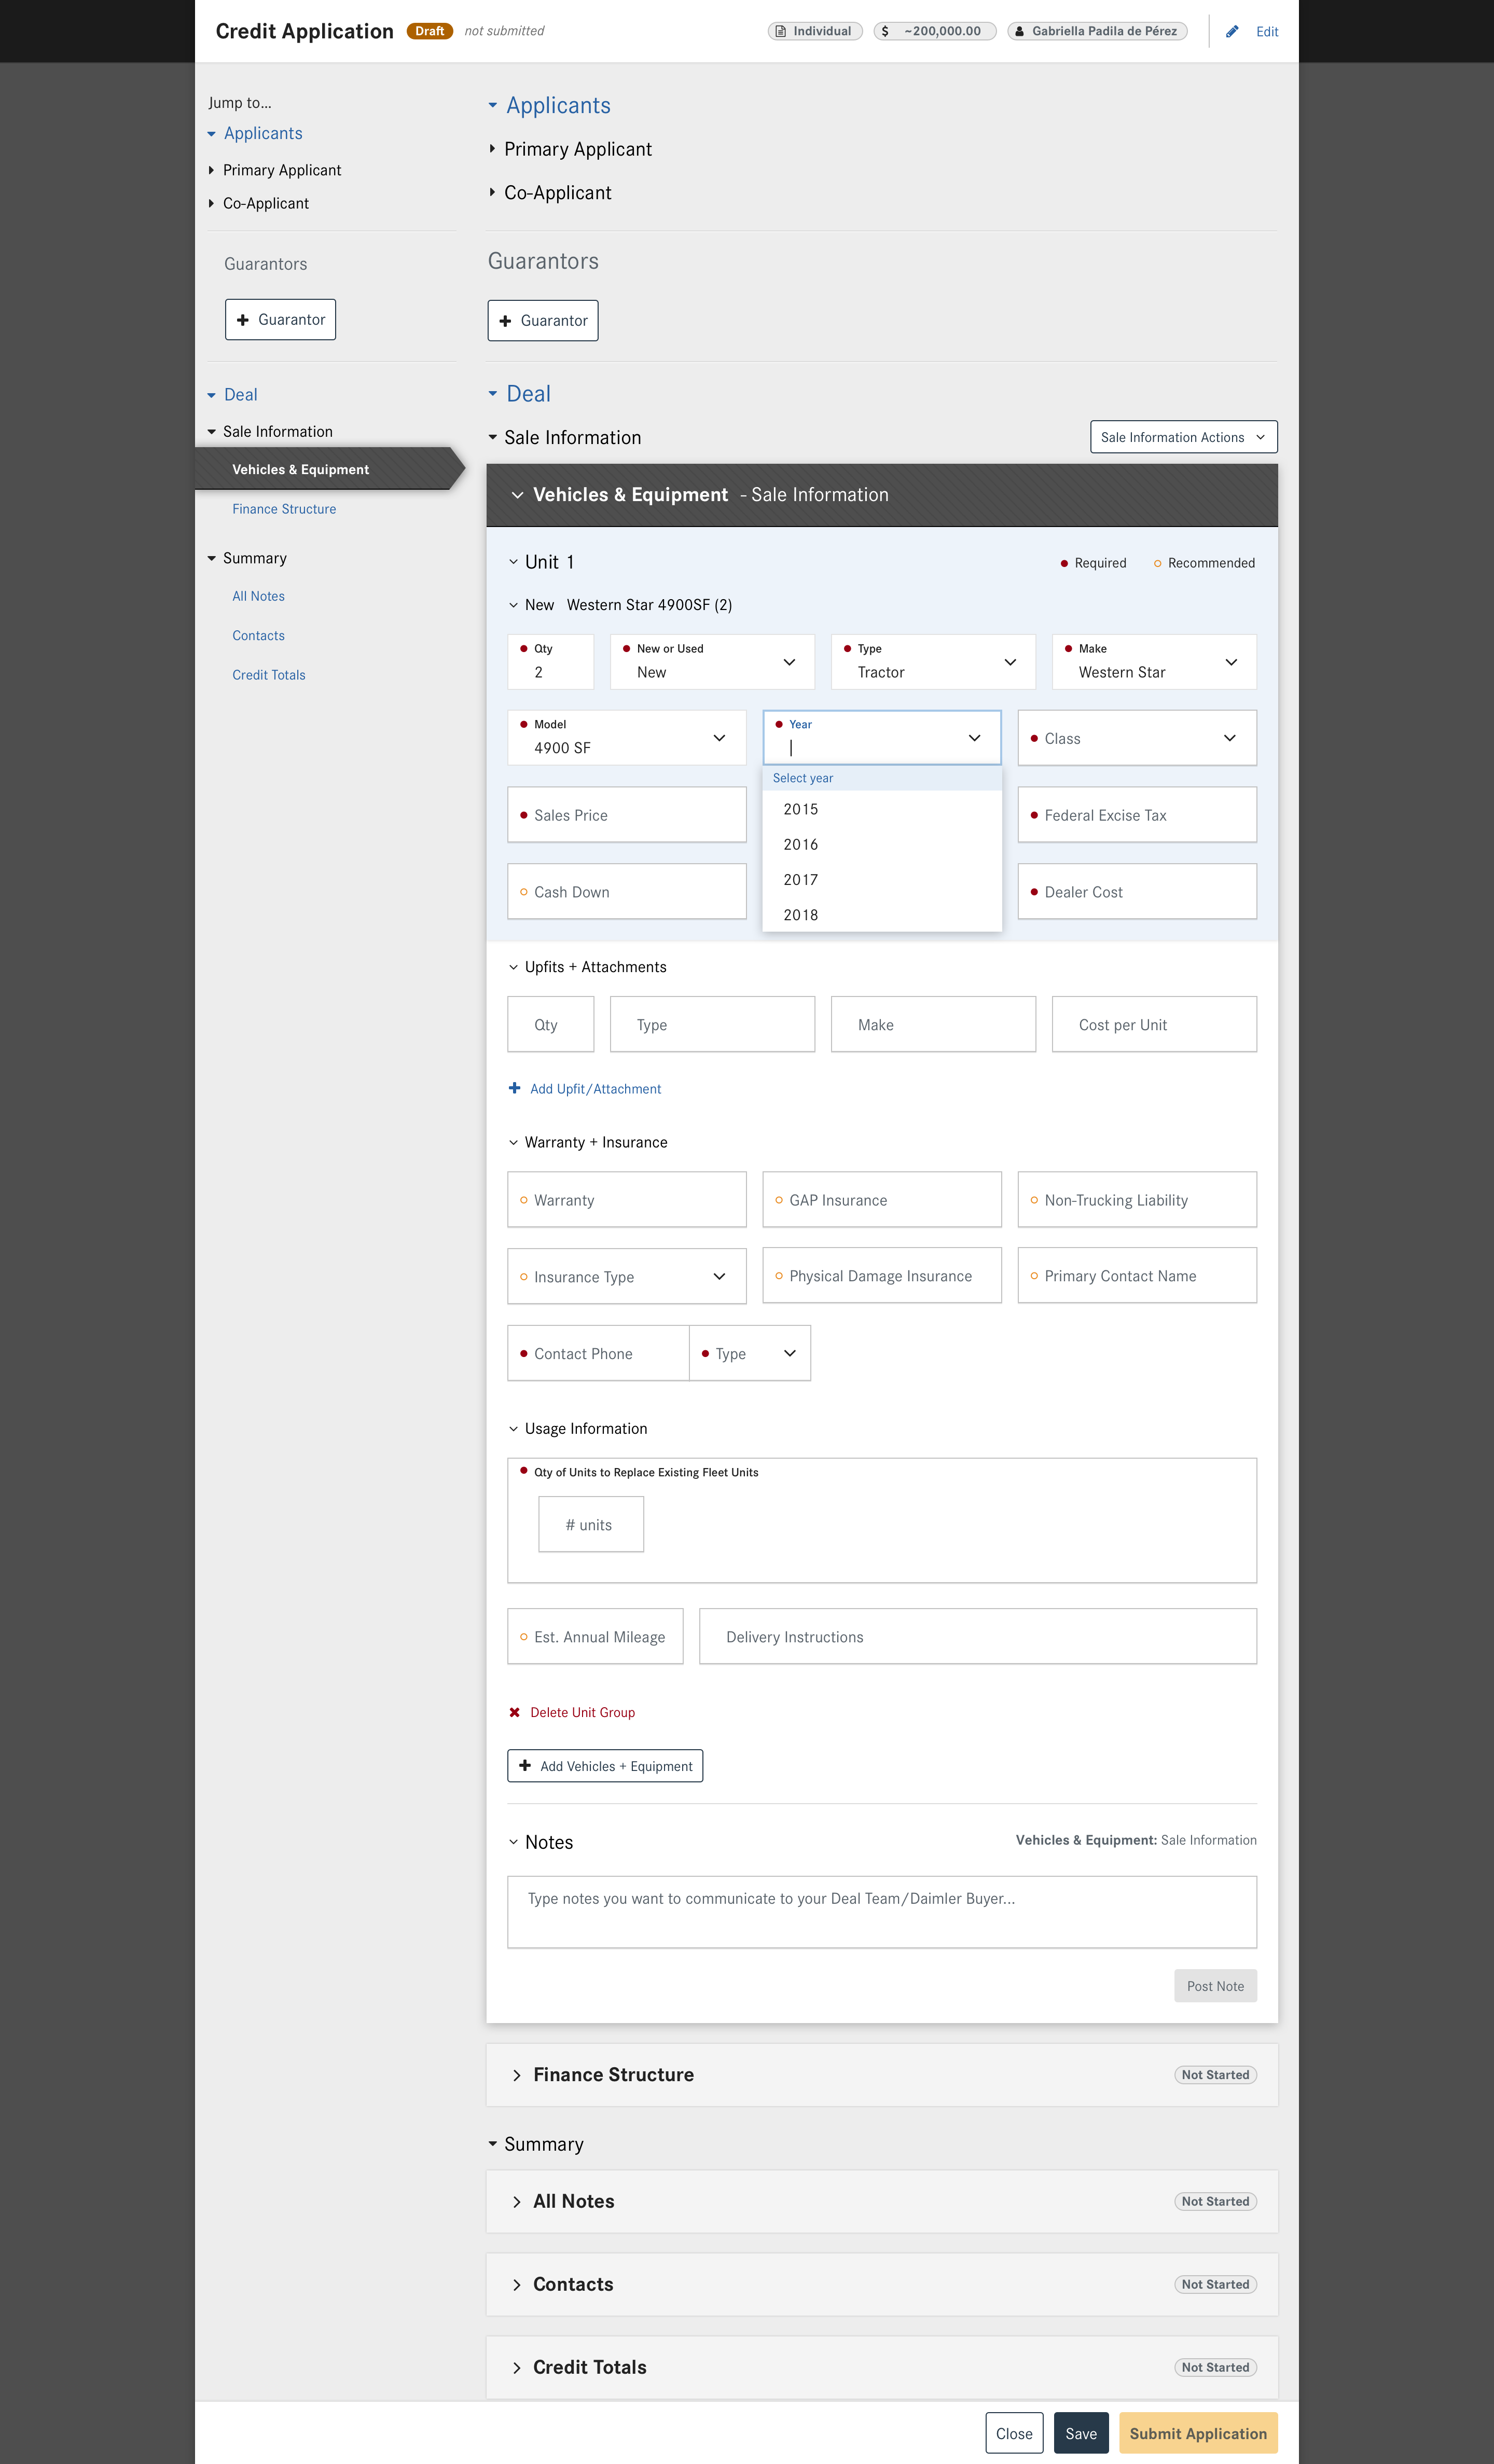 Credit Application Draft not submitted Individual $ ~200,000.00 Gabriella Padila de Pérez Edit
Jump to...
Applicants
Primary Applicant
Co-Applicant
Guarantors
+ Guarantor
Deal
Sale Information
Vehicles & Equipment
Finance Structure
Summary
All Notes
Contacts
Credit Totals
Applicants
Primary Applicant
Co-Applicant
Guarantors
+ Guarantor
Deal
Sale Information Sale Information Actions
Vehicles & Equipment - Sale Information
Unit 1 Required Recommended
New Western Star 4900SF (2)
Qty New or Used Type Make
2 New Tractor Western Star
Model Year Class
4900 SF
Select year
2015
Sales Price Federal Excise Tax
2016
2017
Cash Down Dealer Cost
2018
Upfits + Attachments
Qty Type Make Cost per Unit
+ Add Upfit/Attachment
Warranty + Insurance
Warranty GAP Insurance Non-Trucking Liability
Insurance Type Physical Damage Insurance Primary Contact Name
Contact Phone Type
Usage Information
Qty of Units to Replace Existing Fleet Units
# units
Est. Annual Mileage Delivery Instructions
Delete Unit Group
+ Add Vehicles + Equipment
Notes Vehicles & Equipment: Sale Information
Type notes you want to communicate to your Deal Team/Daimler Buyer...
Post Note
Finance Structure Not Started
Summary
All Notes Not Started
Contacts Not Started
Credit Totals Not Started
Close Save Submit Application